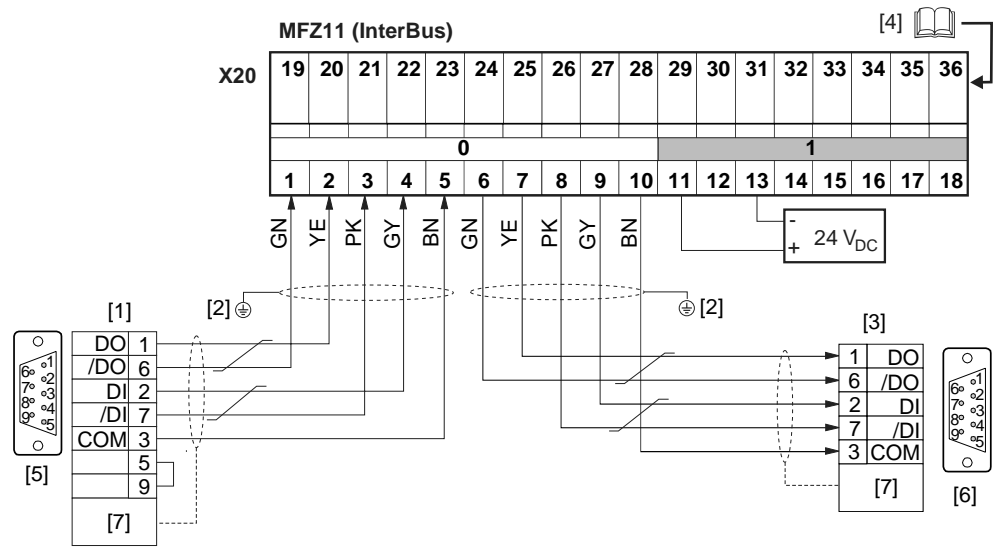 MFZ11 (InterBus)
[4]
X20
19 20 21 22 23 24 25 26 27 28 29 30 31 32 33 34 35 36
0 1
1 2 3 4 5 6 7 8 9 10 11 12 13 14 15 16 17 18
GN YE PK GY BN GN YE PK GY BN
-
+ 24 VDC
[2] [2]
[1]
DO 1
/DO 6
DI 2
/DI 7
COM 3
5
9
[7]
1
6
2
7
3
8
4
9
5
[5]
[3]
1 DO
6 /DO
2 DI
7 /DI
3 COM
[7]
1
6
2
7
3
8
4
9
5
[6]